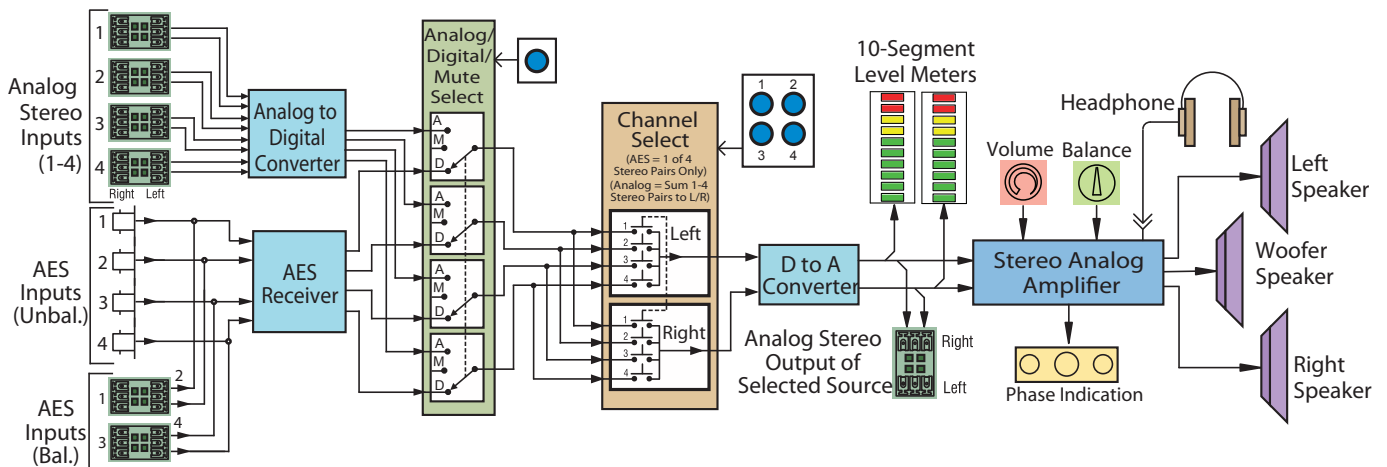 1
2
3
4
Analog
Stereo
Inputs
(1-4)
Right Left
Analog to
Digital
Converter
1
2
3
4
AES
Inputs
(Unbal.)
AES
Receiver
AES
Inputs
(Bal.)
1
2
3
4
Analog/
Digital/
Mute
Select
A
M
D
A
M
D
A
M
D
A
M
D
Channel
Select
(AES = 1 of 4
Stereo Pairs Only)
(Analog = Sum 1-4
Stereo Pairs to L/R)
1
2
3
4
Left
1
2
3
4
Right
1 2
3 4
D to A
Converter
10-Segment
Level Meters
Analog Stereo
Output of
Selected Source
Right
Left
Volume
Balance
Headphone
Stereo Analog
Amplifier
Phase Indication
Left
Speaker
Woofer
Speaker
Right
Speaker